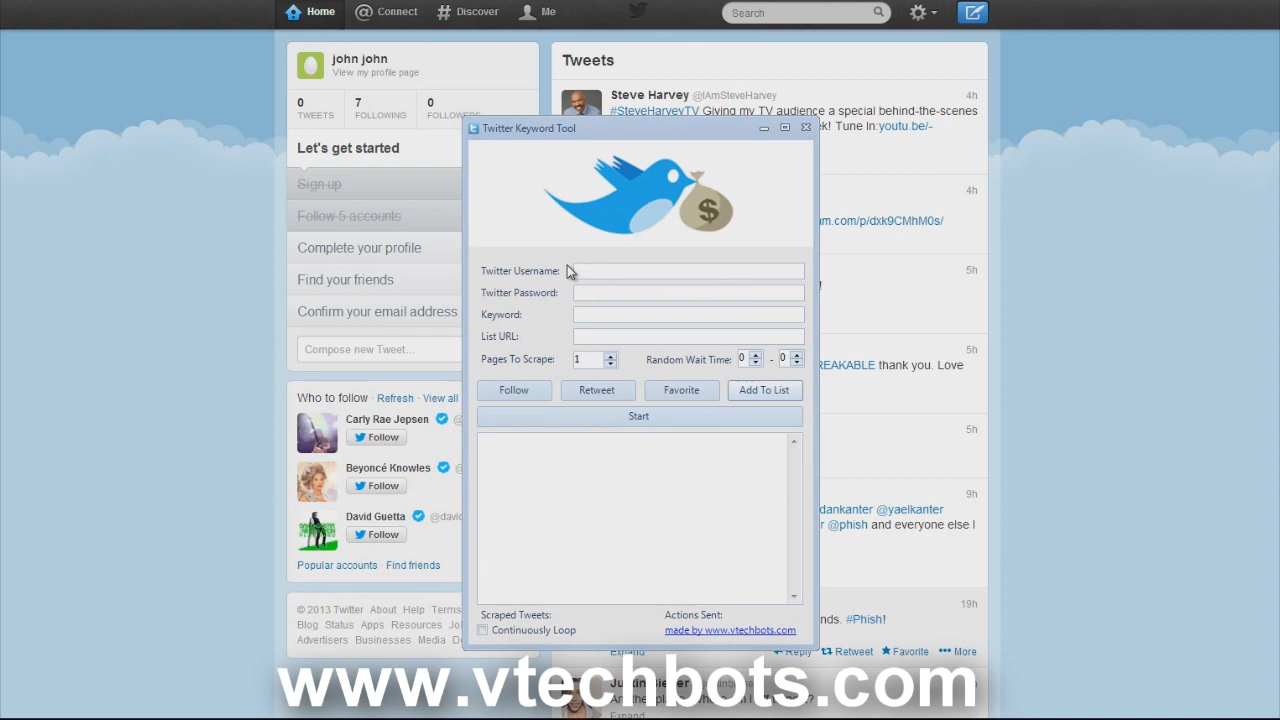 Home
Connect
Discover
Me
Search
john john
View my profile page
0
TWEETS
7
FOLLOWING
0
FOLLOWERS
Let's get started
Sign up
Follow 5 accounts
Complete your profile
Find your friends
Confirm your email address
Compose new Tweet...
Who to follow · Refresh · View all
Carly Rae Jepsen @
Follow
Beyoncé Knowles @
Follow
David Guetta @david
Follow
Popular accounts · Find friends
© 2013 Twitter About Help Terms
Blog Status Apps Resources
Advertisers Businesses Media
Tweets
Steve Harvey @IAmSteveHarvey 4h
#SteveHarveyTV Giving my TV audience a special behind-the-scenes
k! Tune In:youtu.be/-
4h
am.com/p/dxk9CMhM0s/
5h
5h
REAKABLE thank you. Love
5h
9h
dankanter @yaelkanter
@phish and everyone else I
19h
nds. #Phish!
Expand
Reply Retweet Favorite More
Justin Bieber
Expand
Twitter Keyword Tool
$
Twitter Username:
Twitter Password:
Keyword:
List URL:
Pages To Scrape: 1
Random Wait Time: 0 - 0
Follow
Retweet
Favorite
Add To List
Start
Scraped Tweets:
Actions Sent:
Continuously Loop
made by www.vtechbots.com
www.vtechbots.com